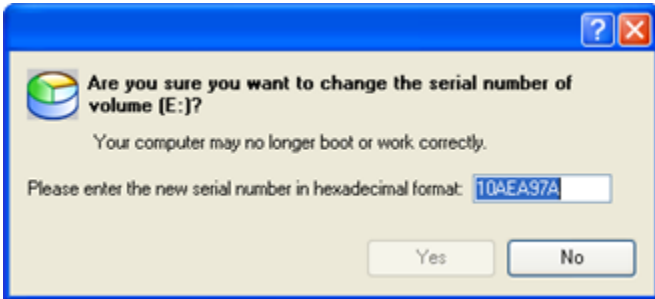 ?
Are you sure you want to change the serial number of
volume (E:)?
Your computer may no longer boot or work correctly.
Please enter the new serial number in hexadecimal format: 10AEA97A
Yes No